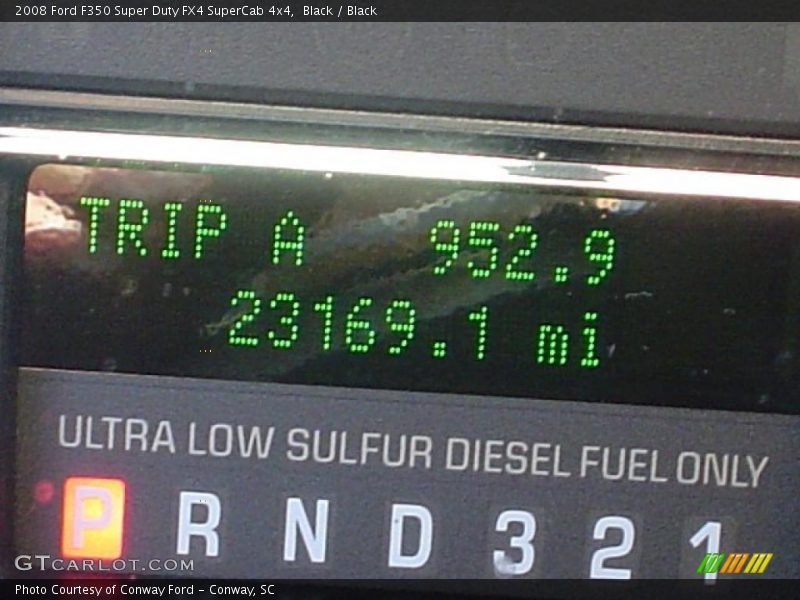 2008 Ford F350 Super Duty FX4 SuperCab 4x4, Black / Black
TRIP A 952.9
23169.1 mi
ULTRA LOW SULFUR DIESEL FUEL ONLY
P R N D 3 2 1
GTCARLOT.COM
Photo Courtesy of Conway Ford - Conway, SC